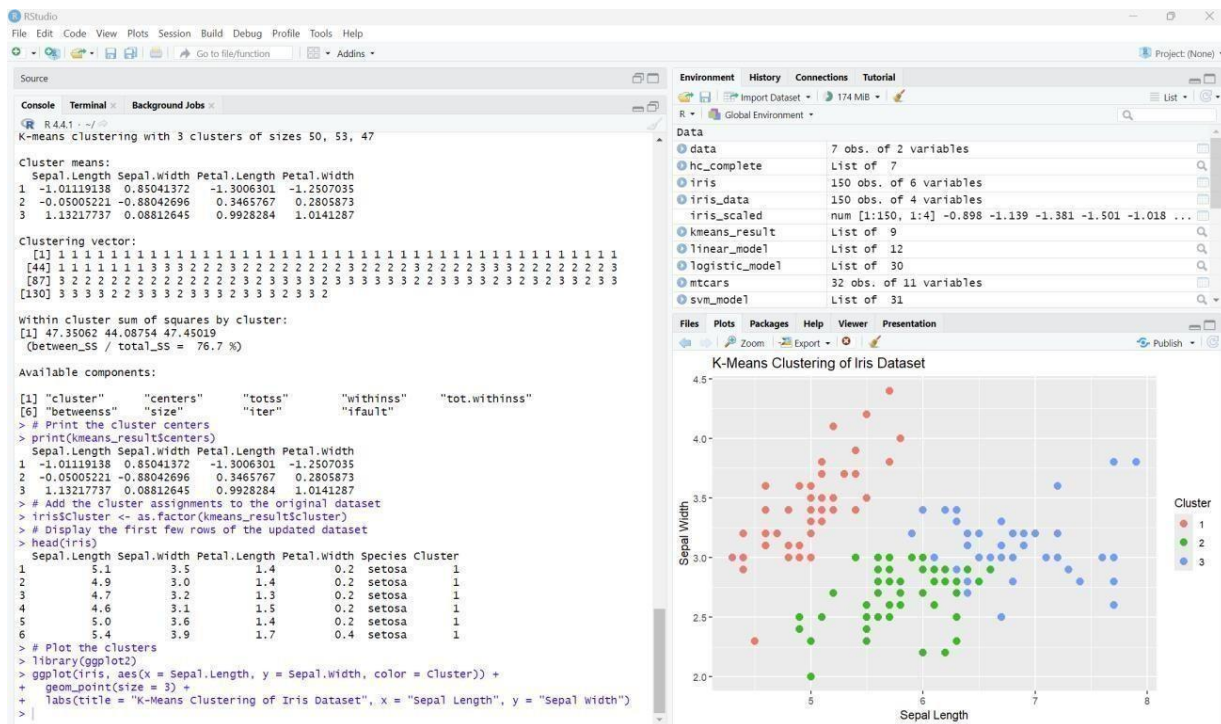 RStudio
File Edit Code View Plots Session Build Debug Profile Tools Help
Go to file/function
Addins
Project: (None)
Source
Console Terminal Background Jobs
R 4.4.1 · ~/
K-means clustering with 3 clusters of sizes 50, 53, 47
Cluster means:
Sepal.Length Sepal.Width Petal.Length Petal.Width
1 -1.01119138 0.85041372 -1.3006301 -1.2507035
2 -0.05005221 -0.88042696 0.3465767 0.2805873
3 1.13217737 0.08812645 0.9928284 1.0141287
Clustering vector:
[1] 1 1 1 1 1 1 1 1 1 1 1 1 1 1 1 1 1 1 1 1 1 1 1 1 1 1 1 1 1 1 1 1 1 1 1 1 1 1 1 1 1 1 1
[44] 1 1 1 1 1 1 1 3 3 3 2 2 2 3 2 2 2 2 2 2 2 2 3 2 2 2 2 3 2 2 2 2 3 3 3 2 2 2 2 2 2 2 3
[87] 3 2 2 2 2 2 2 2 2 2 2 2 2 2 3 2 3 3 3 3 2 3 3 3 3 3 3 2 2 3 3 3 3 2 3 2 3 2 3 3 2 3 3
[130] 3 3 3 3 2 2 3 3 3 2 3 3 3 2 3 3 3 2 3 3 2
Within cluster sum of squares by cluster:
[1] 47.35062 44.08754 47.45019
(between_SS / total_SS = 76.7 %)
Available components:
[1] "cluster" "centers" "totss" "withinss" "tot.withinss"
[6] "betweenss" "size" "iter" "ifault"
> # Print the cluster centers
> print(kmeans_result$centers)
Sepal.Length Sepal.Width Petal.Length Petal.Width
1 -1.01119138 0.85041372 -1.3006301 -1.2507035
2 -0.05005221 -0.88042696 0.3465767 0.2805873
3 1.13217737 0.08812645 0.9928284 1.0141287
> # Add the cluster assignments to the original dataset
> iris$Cluster <- as.factor(kmeans_result$cluster)
> # Display the first few rows of the updated dataset
> head(iris)
Sepal.Length Sepal.Width Petal.Length Petal.Width Species Cluster
1 5.1 3.5 1.4 0.2 setosa 1
2 4.9 3.0 1.4 0.2 setosa 1
3 4.7 3.2 1.3 0.2 setosa 1
4 4.6 3.1 1.5 0.2 setosa 1
5 5.0 3.6 1.4 0.2 setosa 1
6 5.4 3.9 1.7 0.4 setosa 1
> # Plot the clusters
> library(ggplot2)
> ggplot(iris, aes(x = Sepal.Length, y = Sepal.Width, color = Cluster)) +
+ geom_point(size = 3) +
+ labs(title = "K-Means Clustering of Iris Dataset", x = "Sepal Length", y = "Sepal Width")
>
Environment History Connections Tutorial
Import Dataset 174 MiB List
R Global Environment
Data
data 7 obs. of 2 variables
hc_complete List of 7
iris 150 obs. of 6 variables
iris_data 150 obs. of 4 variables
iris_scaled num [1:150, 1:4] -0.898 -1.139 -1.381 -1.501 -1.018 ...
kmeans_result List of 9
linear_model List of 12
logistic_model List of 30
mtcars 32 obs. of 11 variables
svm_model List of 31
Files Plots Packages Help Viewer Presentation
Zoom Export Publish
K-Means Clustering of Iris Dataset
4.5
4.0
3.5
3.0
2.5
2.0
Sepal Width
5 6 7 8
Sepal Length
Cluster
1
2
3